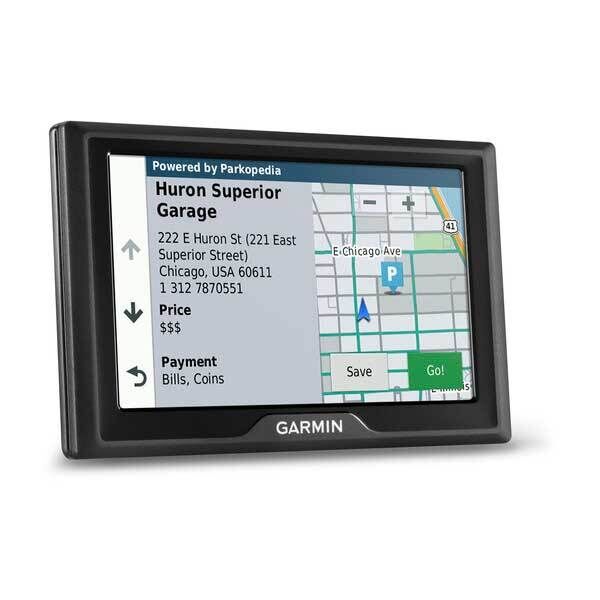 Powered by Parkopedia
Huron Superior
Garage
222 E Huron St (221 East
Superior Street)
Chicago, USA 60611
1 312 7870551
Price
$$$
Payment
Bills, Coins
41
E Chicago Ave
P
Save
Go!
E Illinois
GARMIN